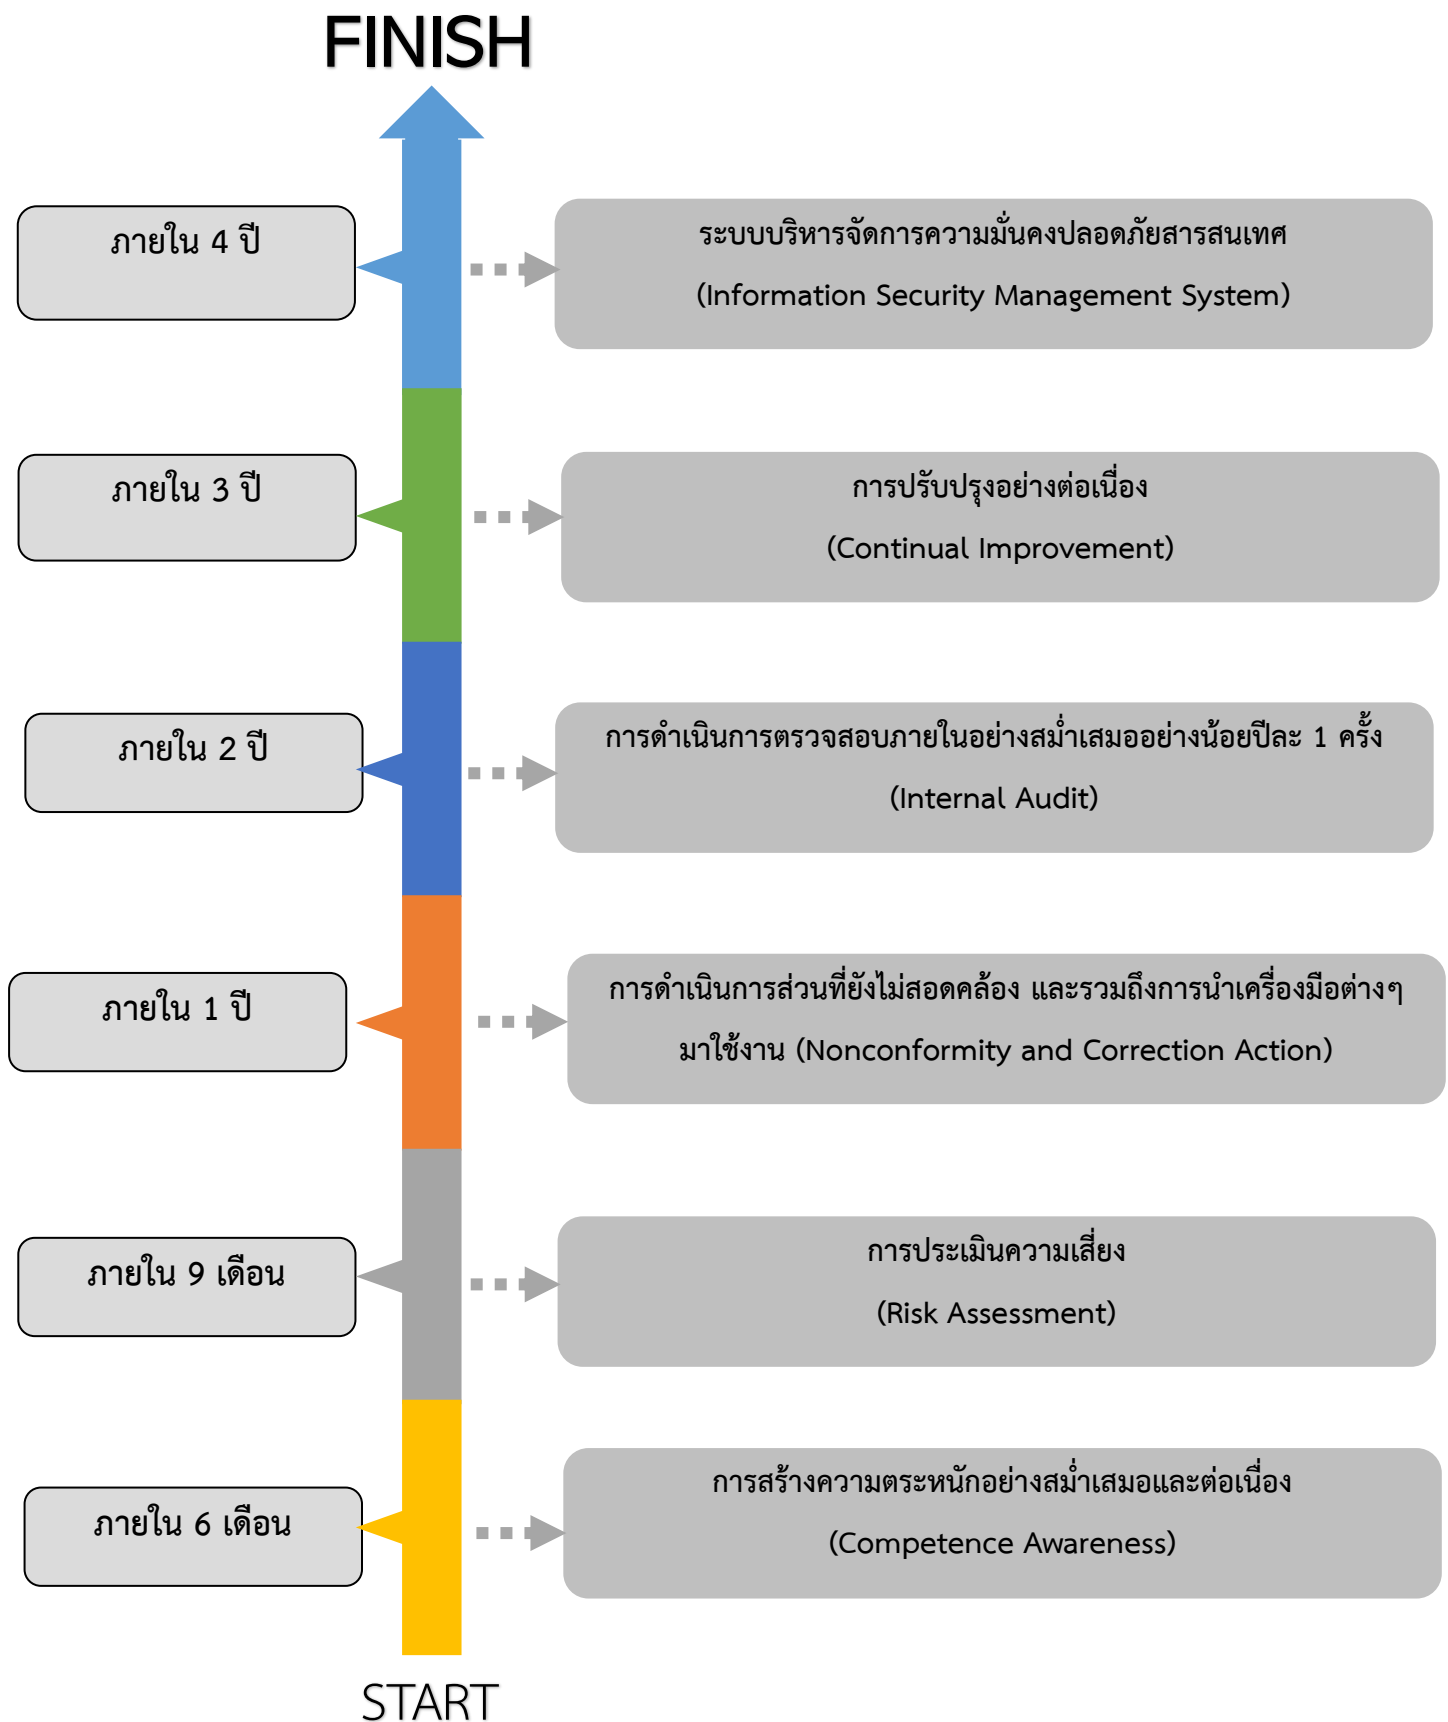 FINISH
ภายใน 4 ปี
ระบบบริหารจัดการความมั่นคงปลอดภัยสารสนเทศ
(Information Security Management System)
ภายใน 3 ปี
การปรับปรุงอย่างต่อเนื่อง
(Continual Improvement)
ภายใน 2 ปี
การดำเนินการตรวจสอบภายในอย่างสม่ำเสมออย่างน้อยปีละ 1 ครั้ง
(Internal Audit)
ภายใน 1 ปี
การดำเนินการส่วนที่ยังไม่สอดคล้อง และรวมถึงการนำเครื่องมือต่างๆ
มาใช้งาน (Nonconformity and Correction Action)
ภายใน 9 เดือน
การประเมินความเสี่ยง
(Risk Assessment)
ภายใน 6 เดือน
การสร้างความตระหนักอย่างสม่ำเสมอและต่อเนื่อง
(Competence Awareness)
START